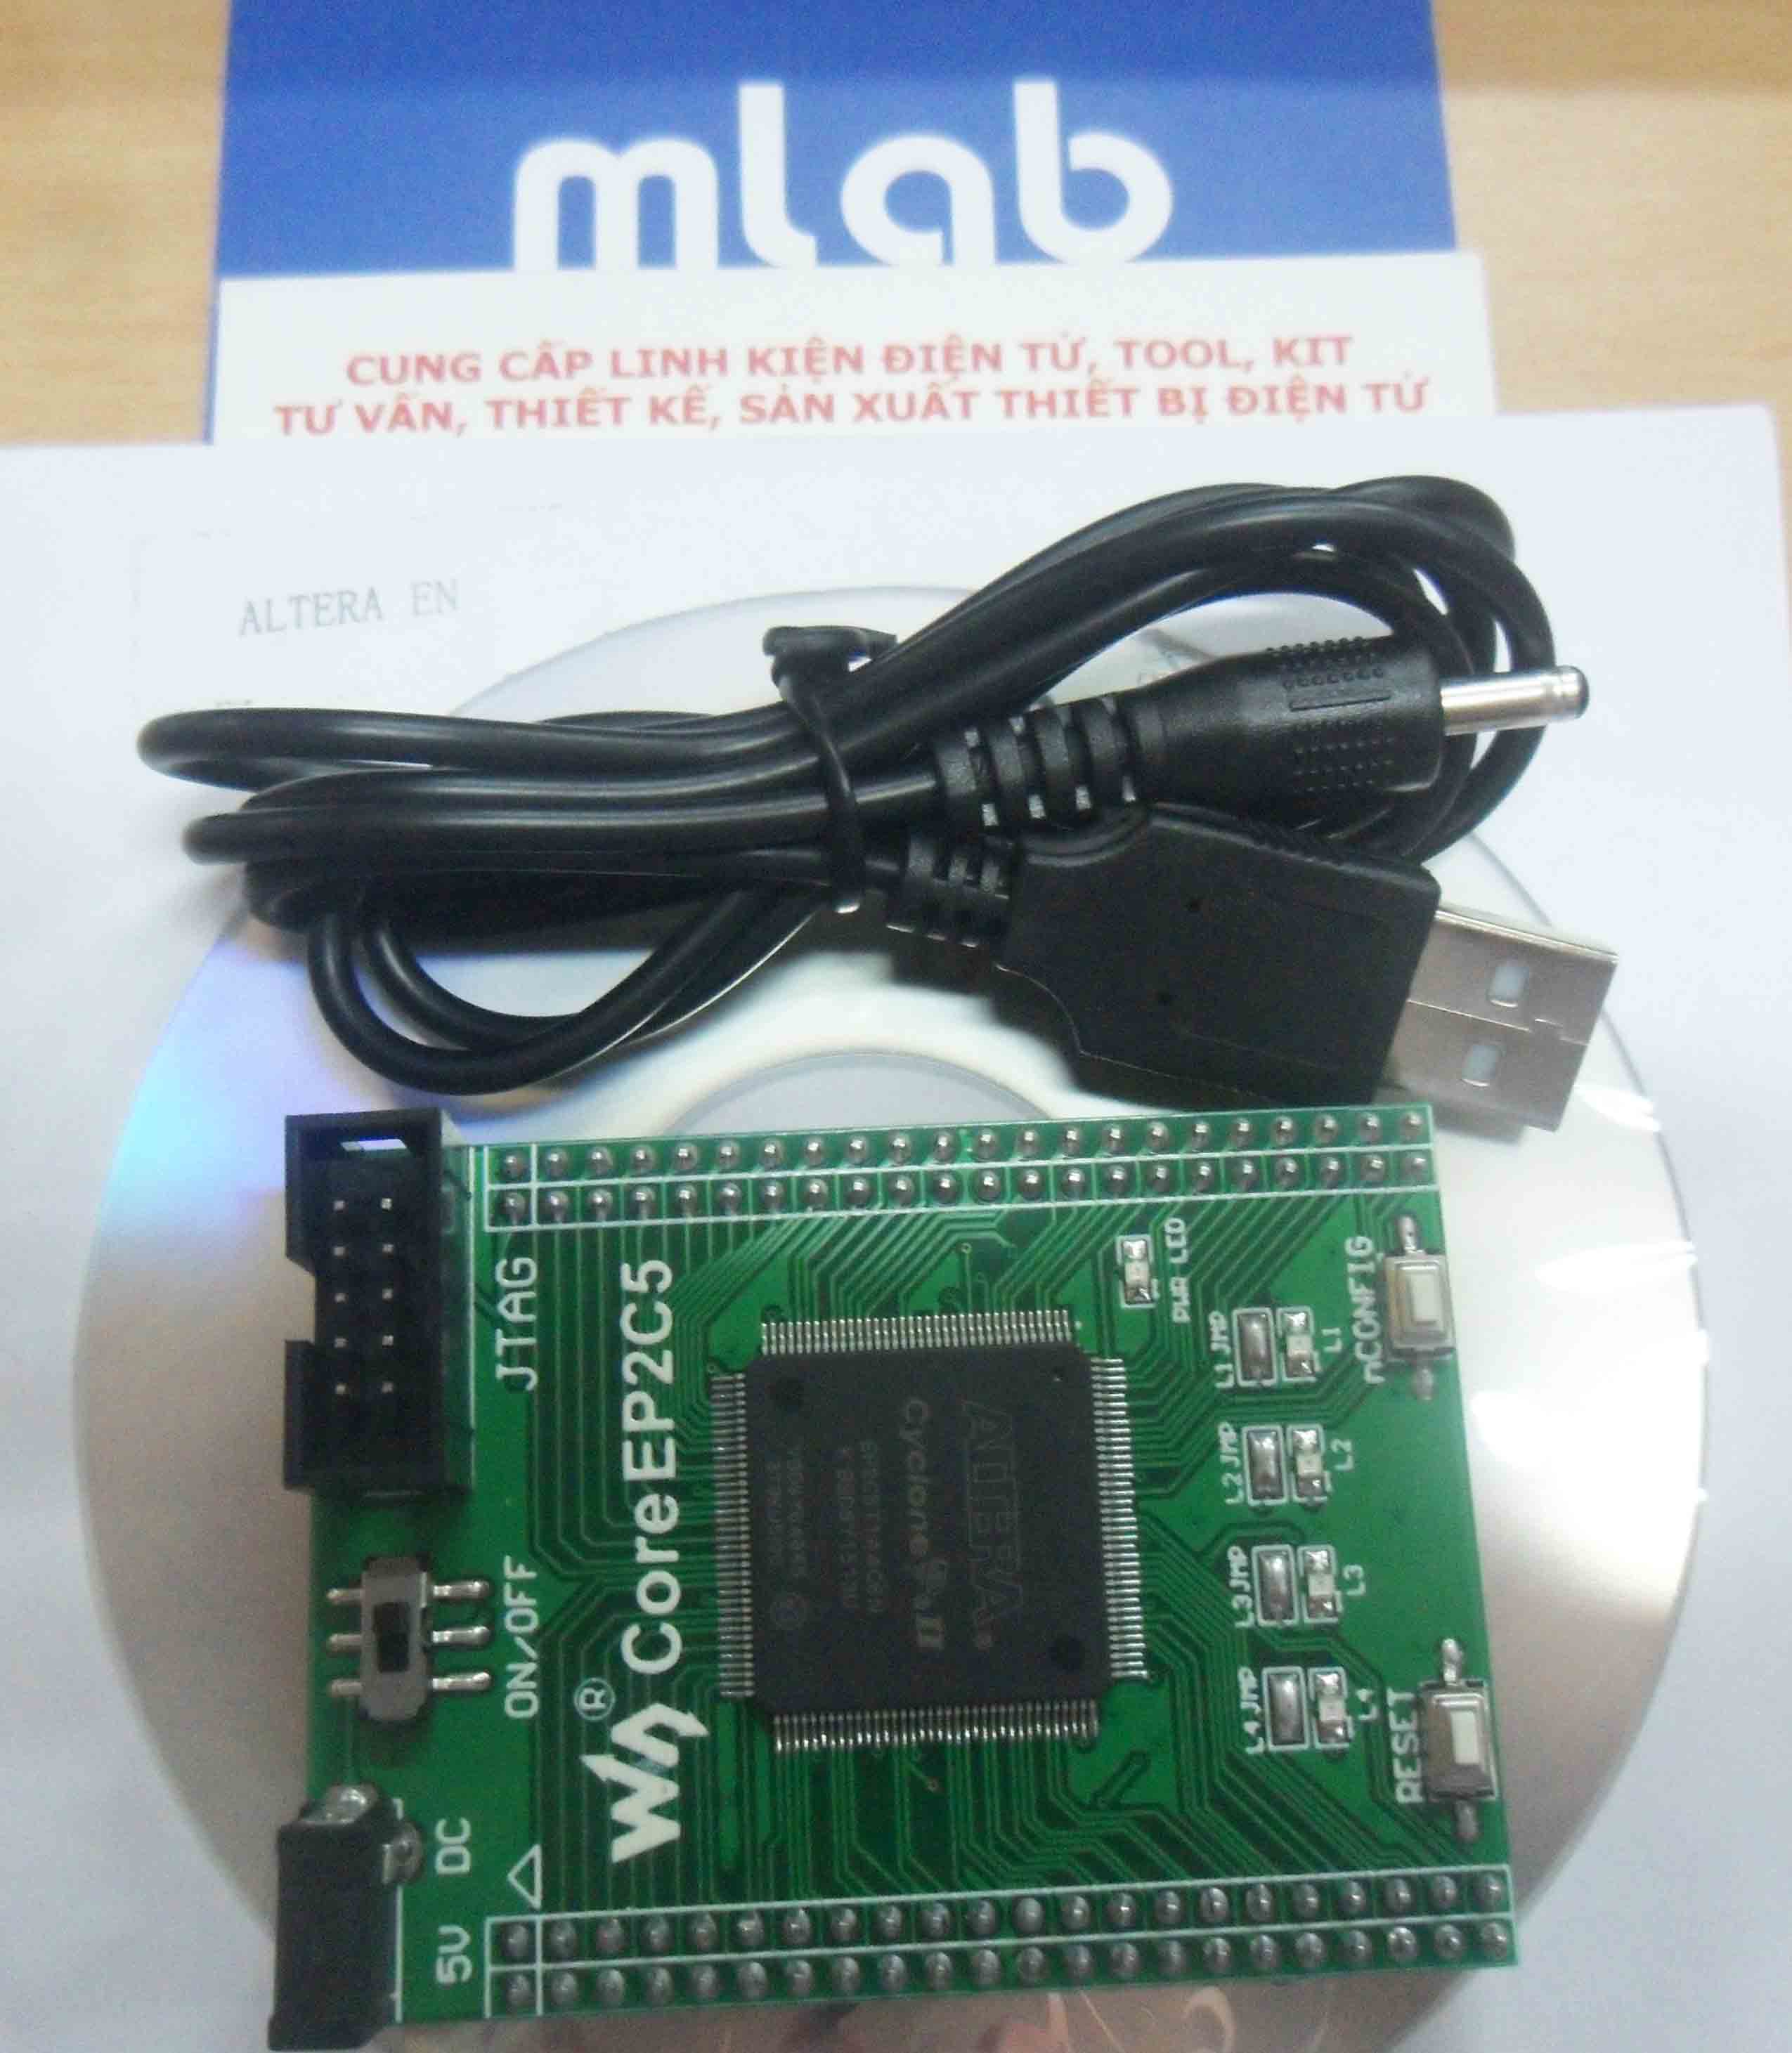 mlab
CUNG CẤP LINH KIỆN ĐIỆN TỬ, TOOL, KIT
TƯ VẤN, THIẾT KẾ, SẢN XUẤT THIẾT BỊ ĐIỆN TỬ
ALTERA EN
JTAG
ON/OFF
5V DC
CoreEP2C5
®
ALTERA
Cyclone II
PWR LED
L1 JMP
L1
L2 JMP
L2
L3 JMP
L3
L4 JMP
L4
nCONFIG
RESET